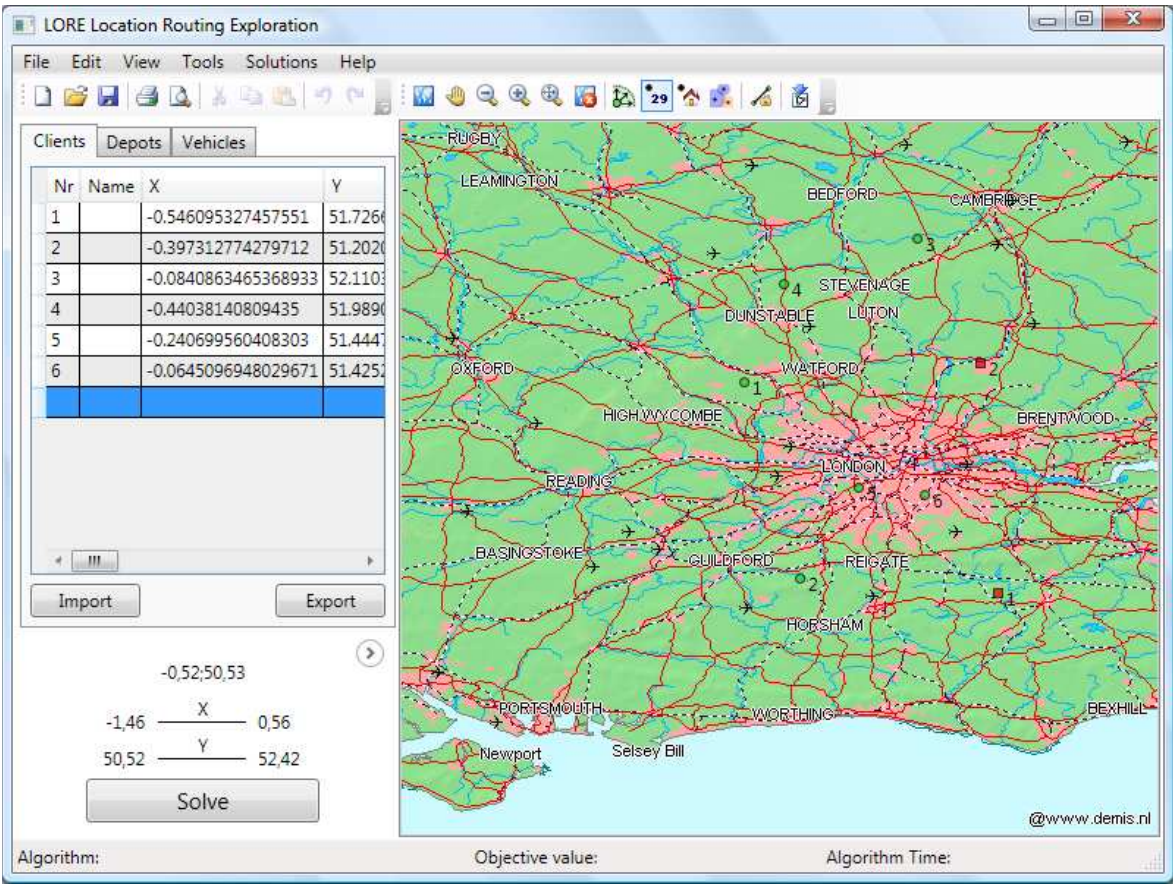 LORE Location Routing Exploration
File Edit View Tools Solutions Help
29
Clients Depots Vehicles
Nr Name X Y
1 -0.546095327457551 51.7266
2 -0.397312774279712 51.2020
3 -0.0840863465368933 52.1103
4 -0.44038140809435 51.9890
5 -0.240699560408303 51.4447
6 -0.0645096948029671 51.4252
Import Export
-0,52;50,53
X
-1,46 0,56
Y
50,52 52,42
Solve
RUGBY
LEAMINGTON
BEDFORD
CAMBRIDGE
3
4
STEVENAGE
DUNSTABLE LUTON
OXFORD
WATFORD
2
1
HIGH WYCOMBE
BRENTWOOD
LONDON
READING
5
6
BASINGSTOKE
GUILDFORD
REIGATE
2
1
HORSHAM
PORTSMOUTH
WORTHING
BEXHILL
Newport
Selsey Bill
@www.demis.nl
Algorithm: Objective value: Algorithm Time: